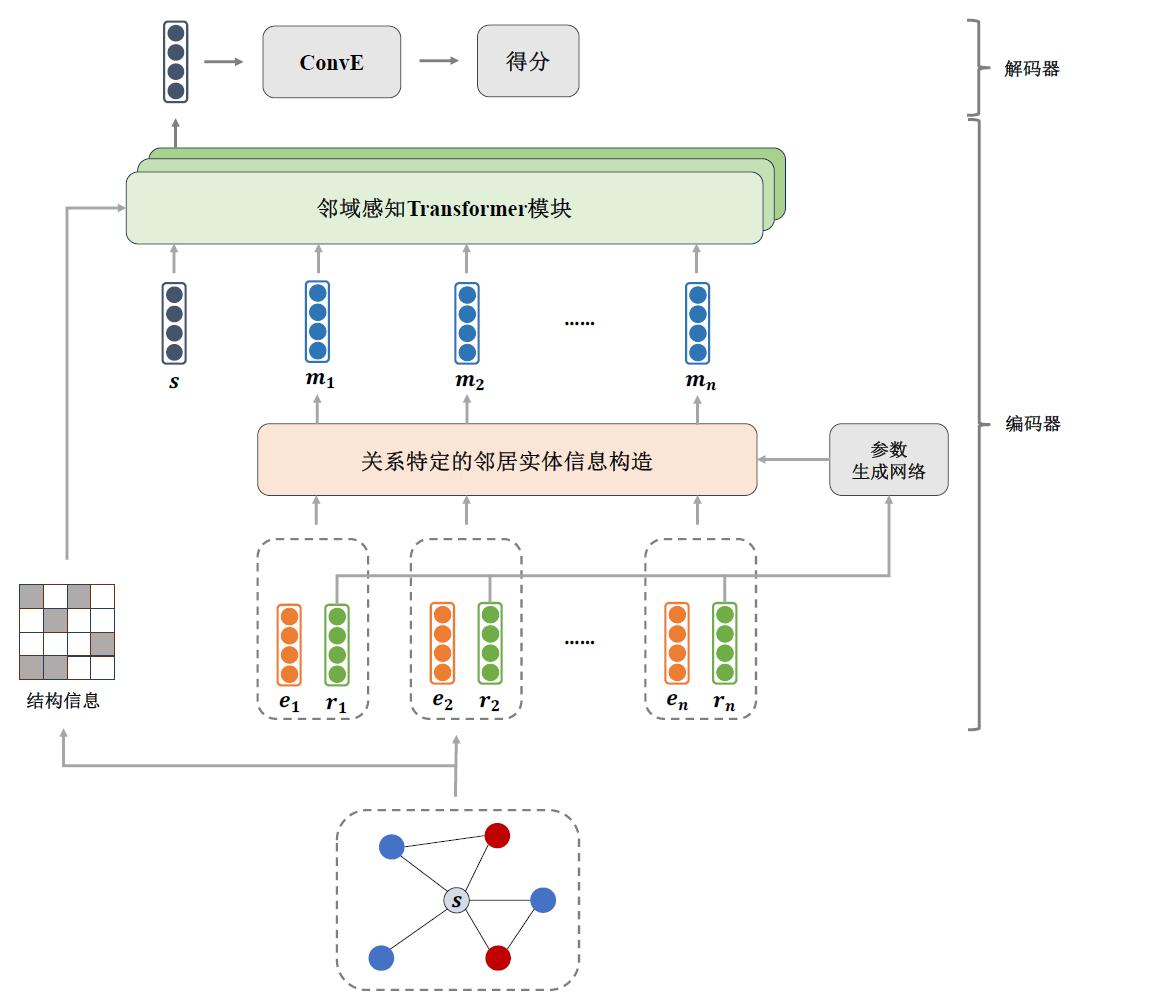 ConvE
得分
解码器
邻域感知Transformer模块
s
m1
m2
......
mn
编码器
关系特定的邻居实体信息构造
参数
生成网络
......
e1
r1
e2
r2
en
rn
结构信息
s